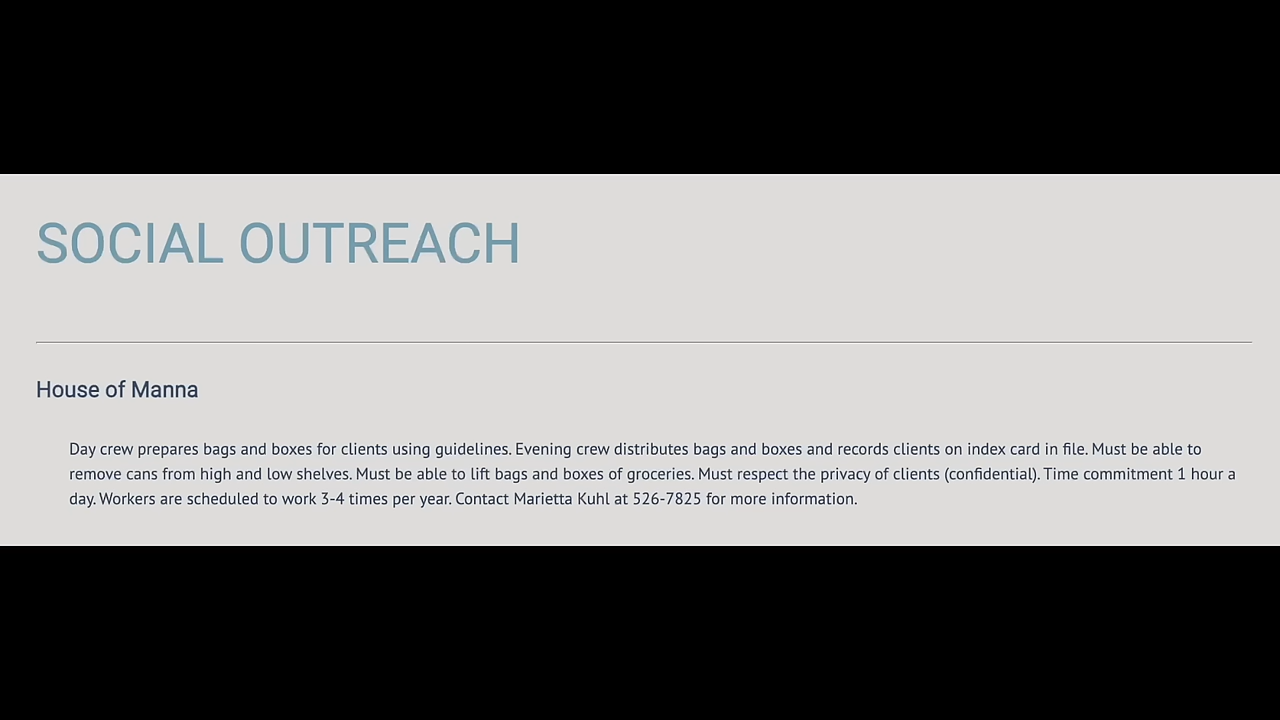 SOCIAL OUTREACH
House of Manna
Day crew prepares bags and boxes for clients using guidelines. Evening crew distributes bags and boxes and records clients on index card in file. Must be able to
remove cans from high and low shelves. Must be able to lift bags and boxes of groceries. Must respect the privacy of clients (confidential). Time commitment 1 hour a
day. Workers are scheduled to work 3-4 times per year. Contact Marietta Kuhl at 526-7825 for more information.